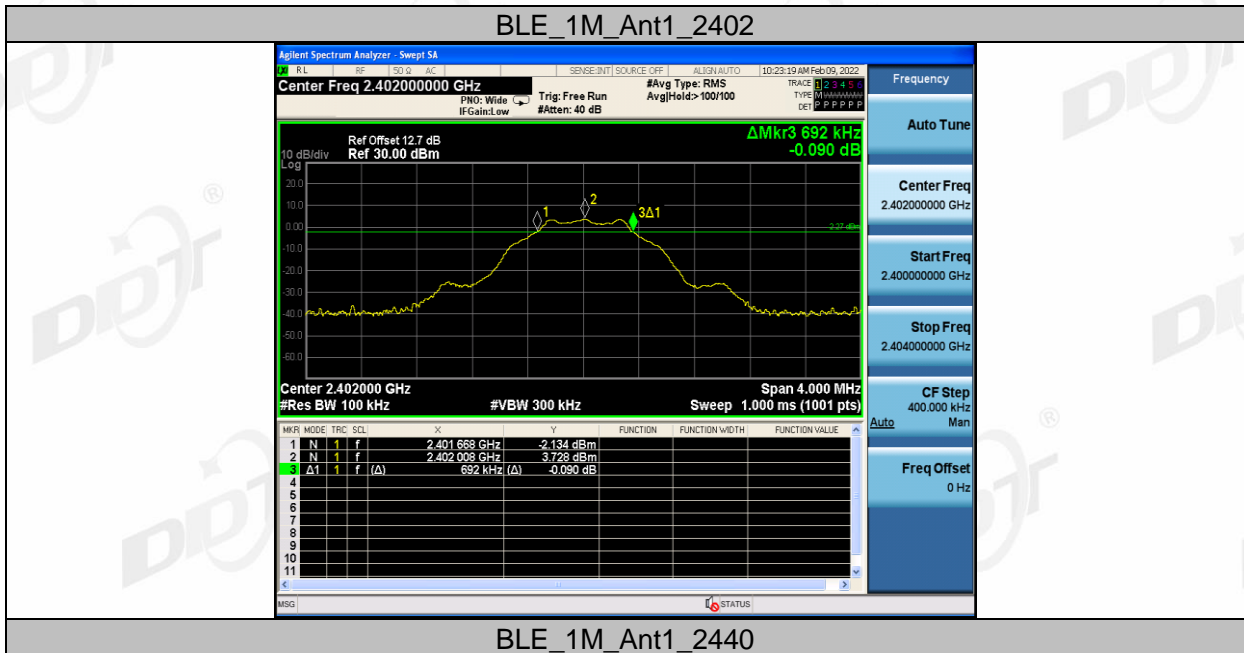 BLE_1M_Ant1_2402
Agilent Spectrum Analyzer - Swept SA
RL RF 50 Ω AC SENSE:INT SOURCE OFF ALIGN AUTO 10:23:19 AM Feb 09, 2022
Center Freq 2.402000000 GHz
PNO: Wide
IFGain:Low
Trig: Free Run
#Atten: 40 dB
#Avg Type: RMS
Avg|Hold:> 100/100
TRACE 1 2 3 4 5 6
TYPE M
DET P P P P P P
Ref Offset 12.7 dB
10 dB/div Ref 30.00 dBm
Log
ΔMkr3 692 kHz
-0.090 dB
20.0
10.0
0.00
-10.0
-20.0
-30.0
-40.0
-50.0
-60.0
1
2
3Δ1
Center 2.402000 GHz Span 4.000 MHz
#Res BW 100 kHz #VBW 300 kHz Sweep 1.000 ms (1001 pts)
MKR MODE TRC SCL X Y FUNCTION FUNCTION WIDTH FUNCTION VALUE
1 N 1 f 2.401 668 GHz -2.134 dBm
2 N 1 f 2.402 008 GHz 3.728 dBm
3 Δ1 1 f (Δ) 692 kHz (Δ) -0.090 dB
4
5
6
7
8
9
10
11
MSG STATUS
Frequency
Auto Tune
Center Freq
2.402000000 GHz
Start Freq
2.400000000 GHz
Stop Freq
2.404000000 GHz
CF Step
400.000 kHz
Auto Man
Freq Offset
0 Hz
DDT
®
BLE_1M_Ant1_2440